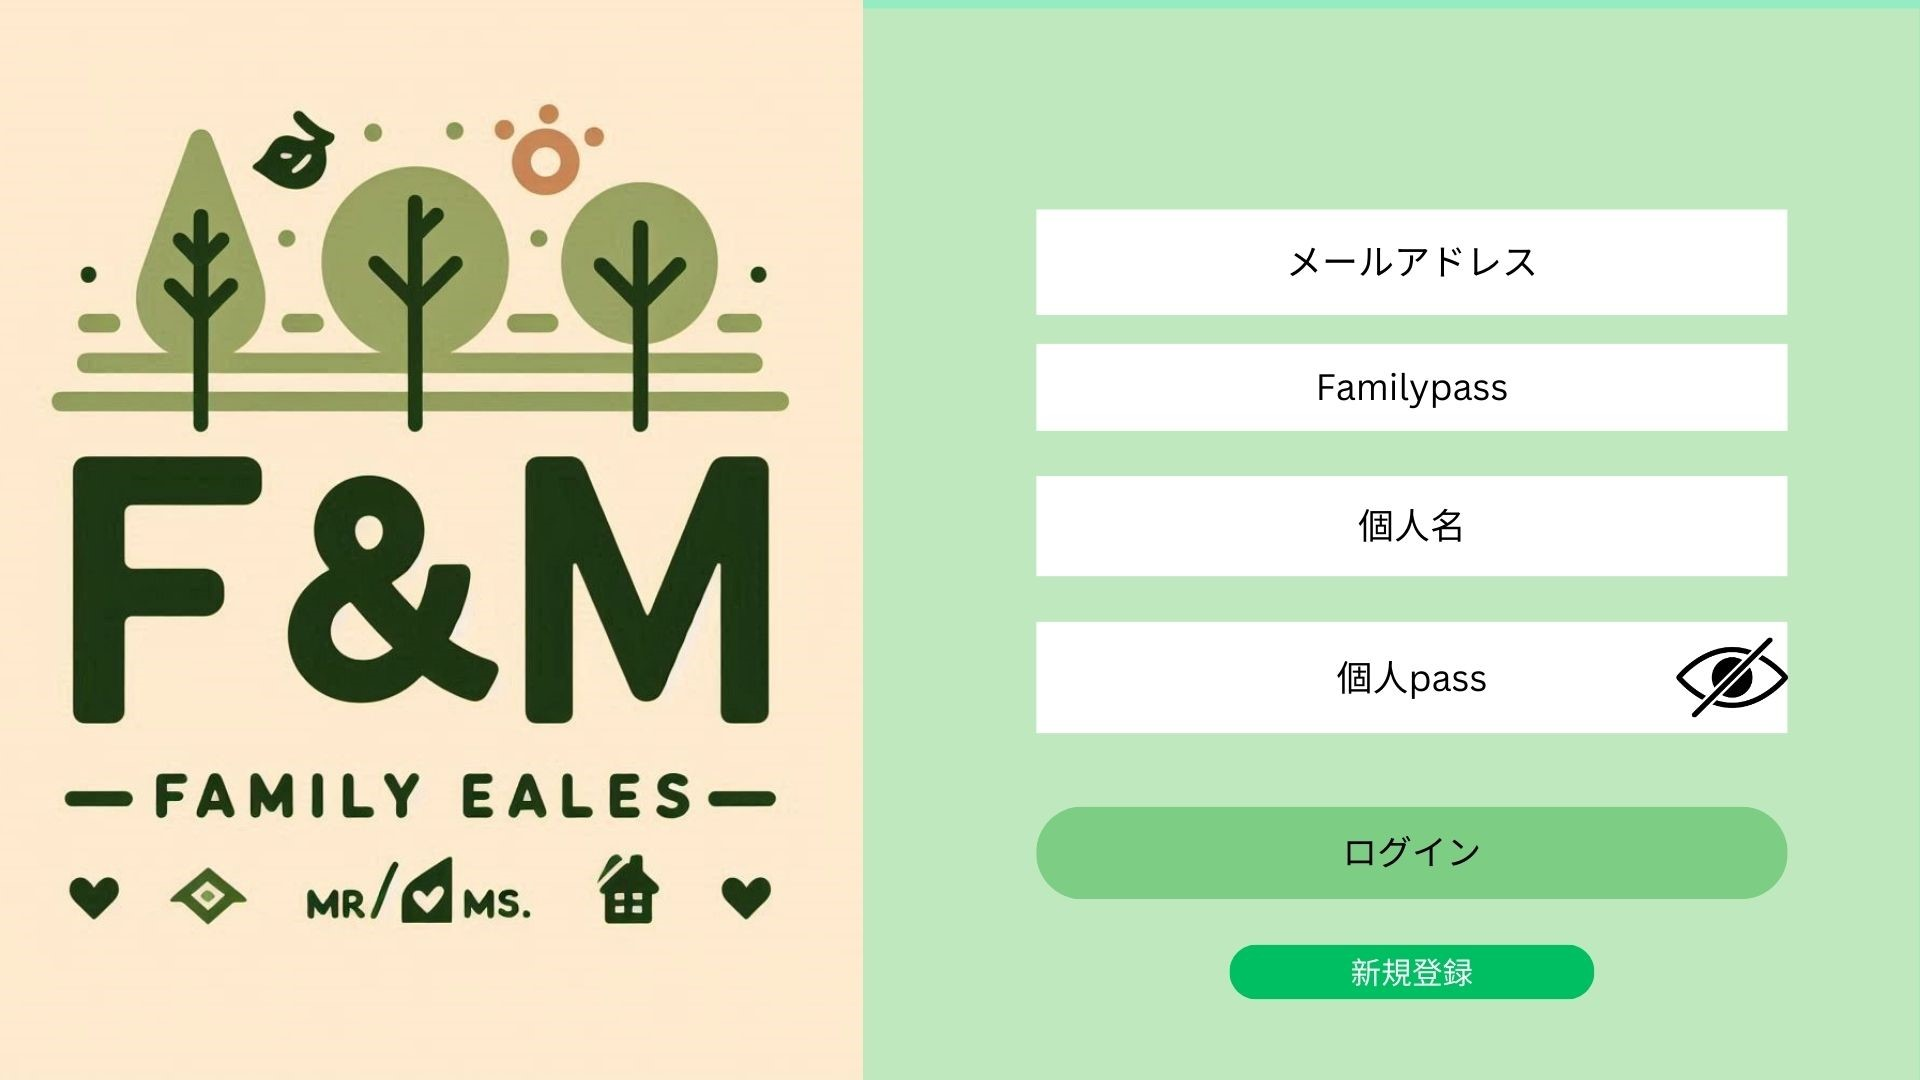 F&M
FAMILY EALES
MR/MS.
メールアドレス
Familypass
個人名
個人pass
ログイン
新規登録